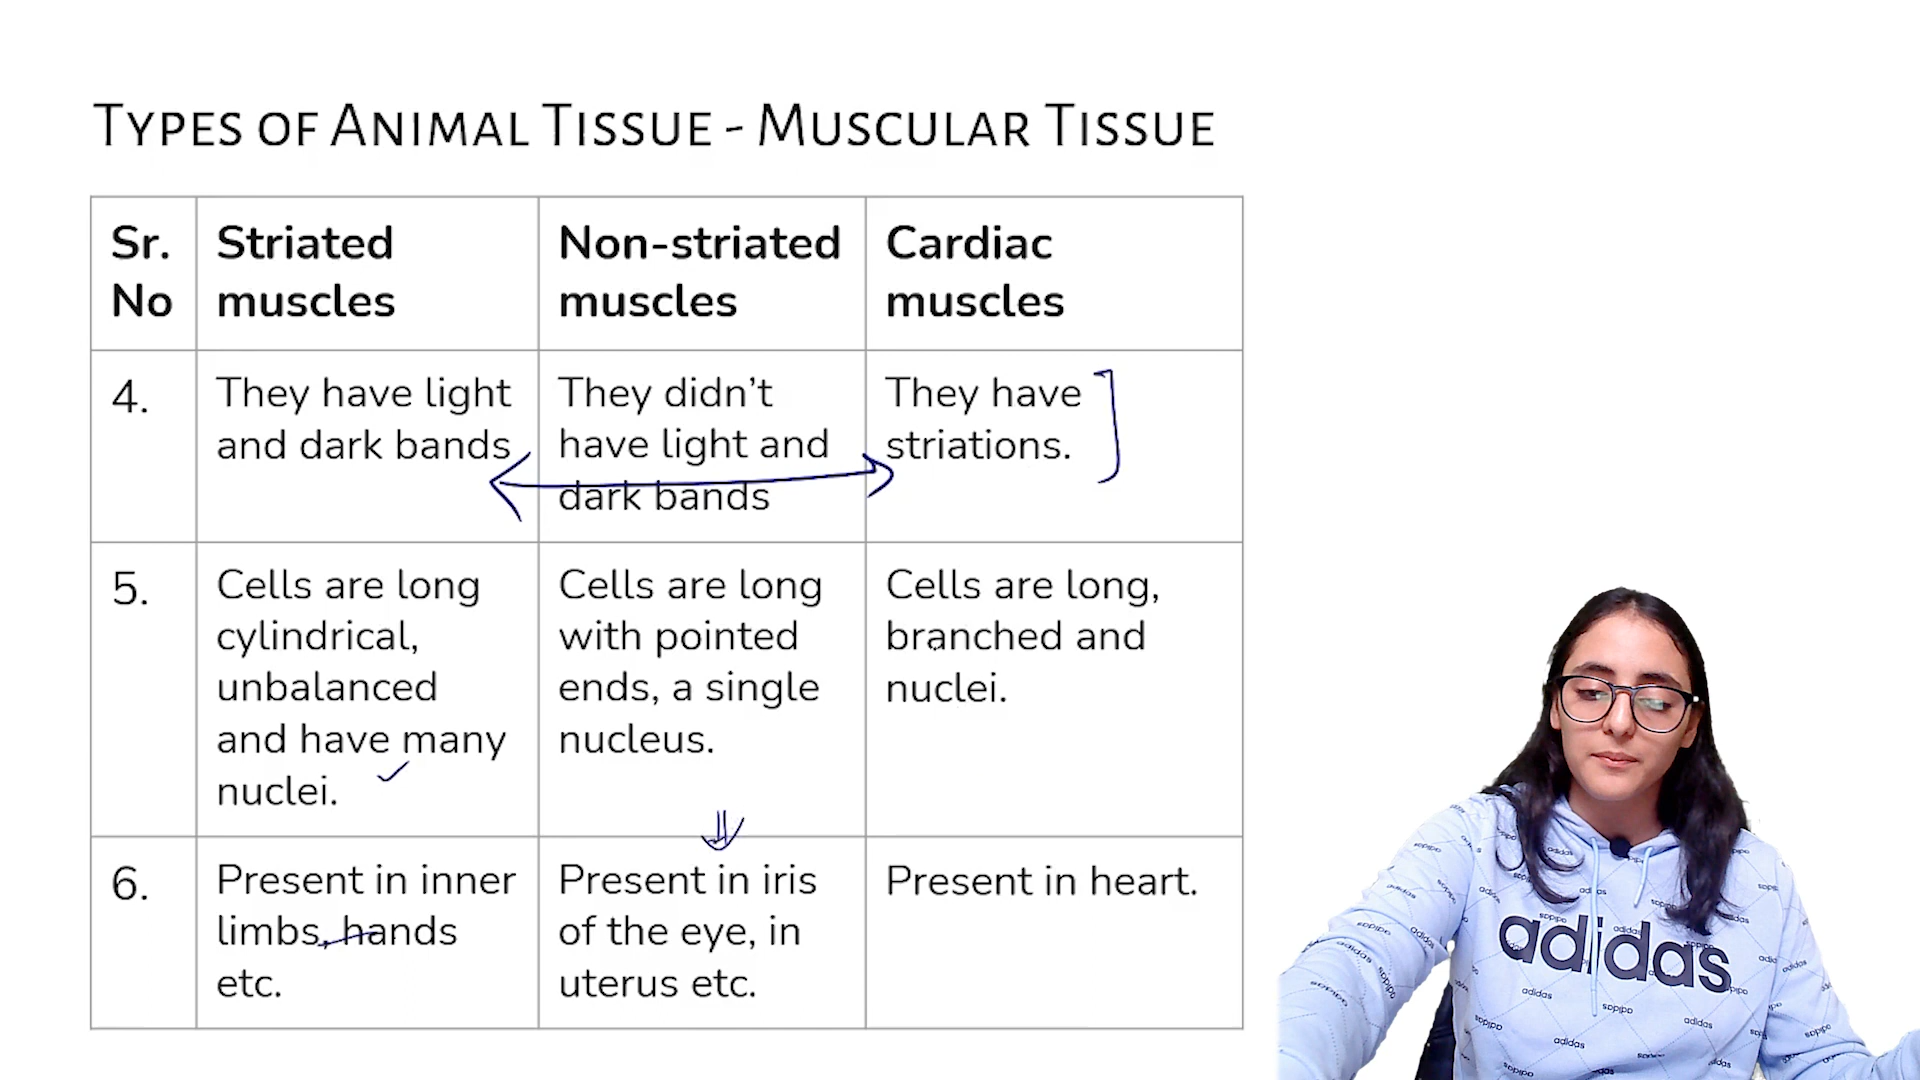 TYPES OF ANIMAL TISSUE - MUSCULAR TISSUE
Sr.
No
Striated
muscles
Non-striated
muscles
Cardiac
muscles
4.
They have light
and dark bands
They didn't
have light and
dark bands
They have
striations.
5.
Cells are long
cylindrical,
unbalanced
and have many
nuclei.
Cells are long
with pointed
ends, a single
nucleus.
Cells are long,
branched and
nuclei.
6.
Present in inner
limbs, hands
etc.
Present in iris
of the eye, in
uterus etc.
Present in heart.
adidas